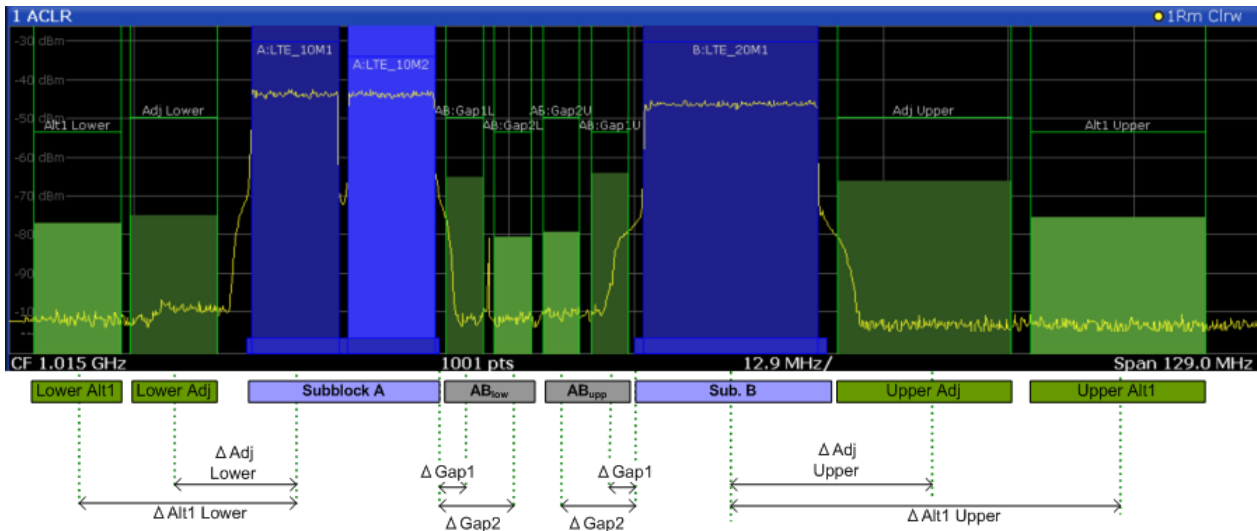 1 ACLR
1Rm Clrw
-30 dBm
A:LTE_10M1
B:LTE_20M1
A:LTE_10M2
-40 dBm
Adj Lower
AB:Gap1L
AB:Gap2U
Adj Upper
-50 dBm
Alt1 Lower
AB:Gap2L
AB:Gap1U
Alt1 Upper
-60 dBm
-70 dBm
-80 dBm
-90 dBm
CF 1.015 GHz
1001 pts
12.9 MHz/
Span 129.0 MHz
Lower Alt1
Lower Adj
Subblock A
ABlow
ABupp
Sub. B
Upper Adj
Upper Alt1
Δ Adj
Lower
Δ Alt1 Lower
Δ Gap1
Δ Gap2
Δ Gap1
Δ Gap2
Δ Adj
Upper
Δ Alt1 Upper